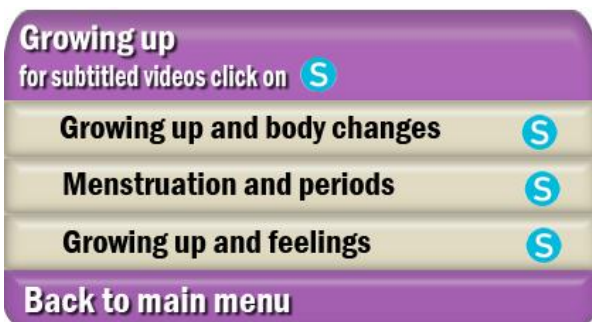 Growing up
for subtitled videos click on S
Growing up and body changes S
Menstruation and periods S
Growing up and feelings S
Back to main menu